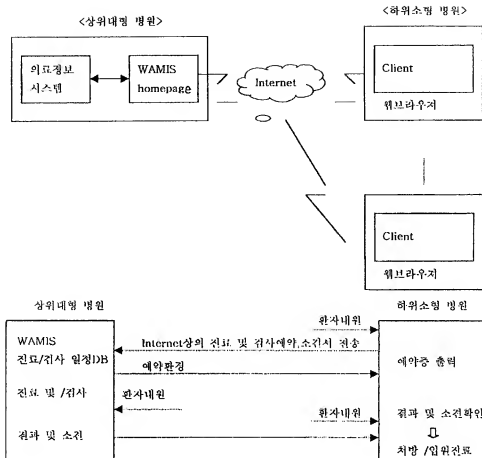 <상위대형 병원>
<하위소형 병원>
의료정보
시스템
WAMIS
homepage
Internet
Client
웹브라우저
Client
웹브라우저
상위대형 병원
하위소형 병원
환자내원
WAMIS
진료/검사 일정DB
Internet상의 진료 및 검사예약,소견서 전송
예약증 출력
예약판경
진료 및 /검사
환자내원
환자내원
결과 및 소견확인
결과 및 소견
처방 /입원진료